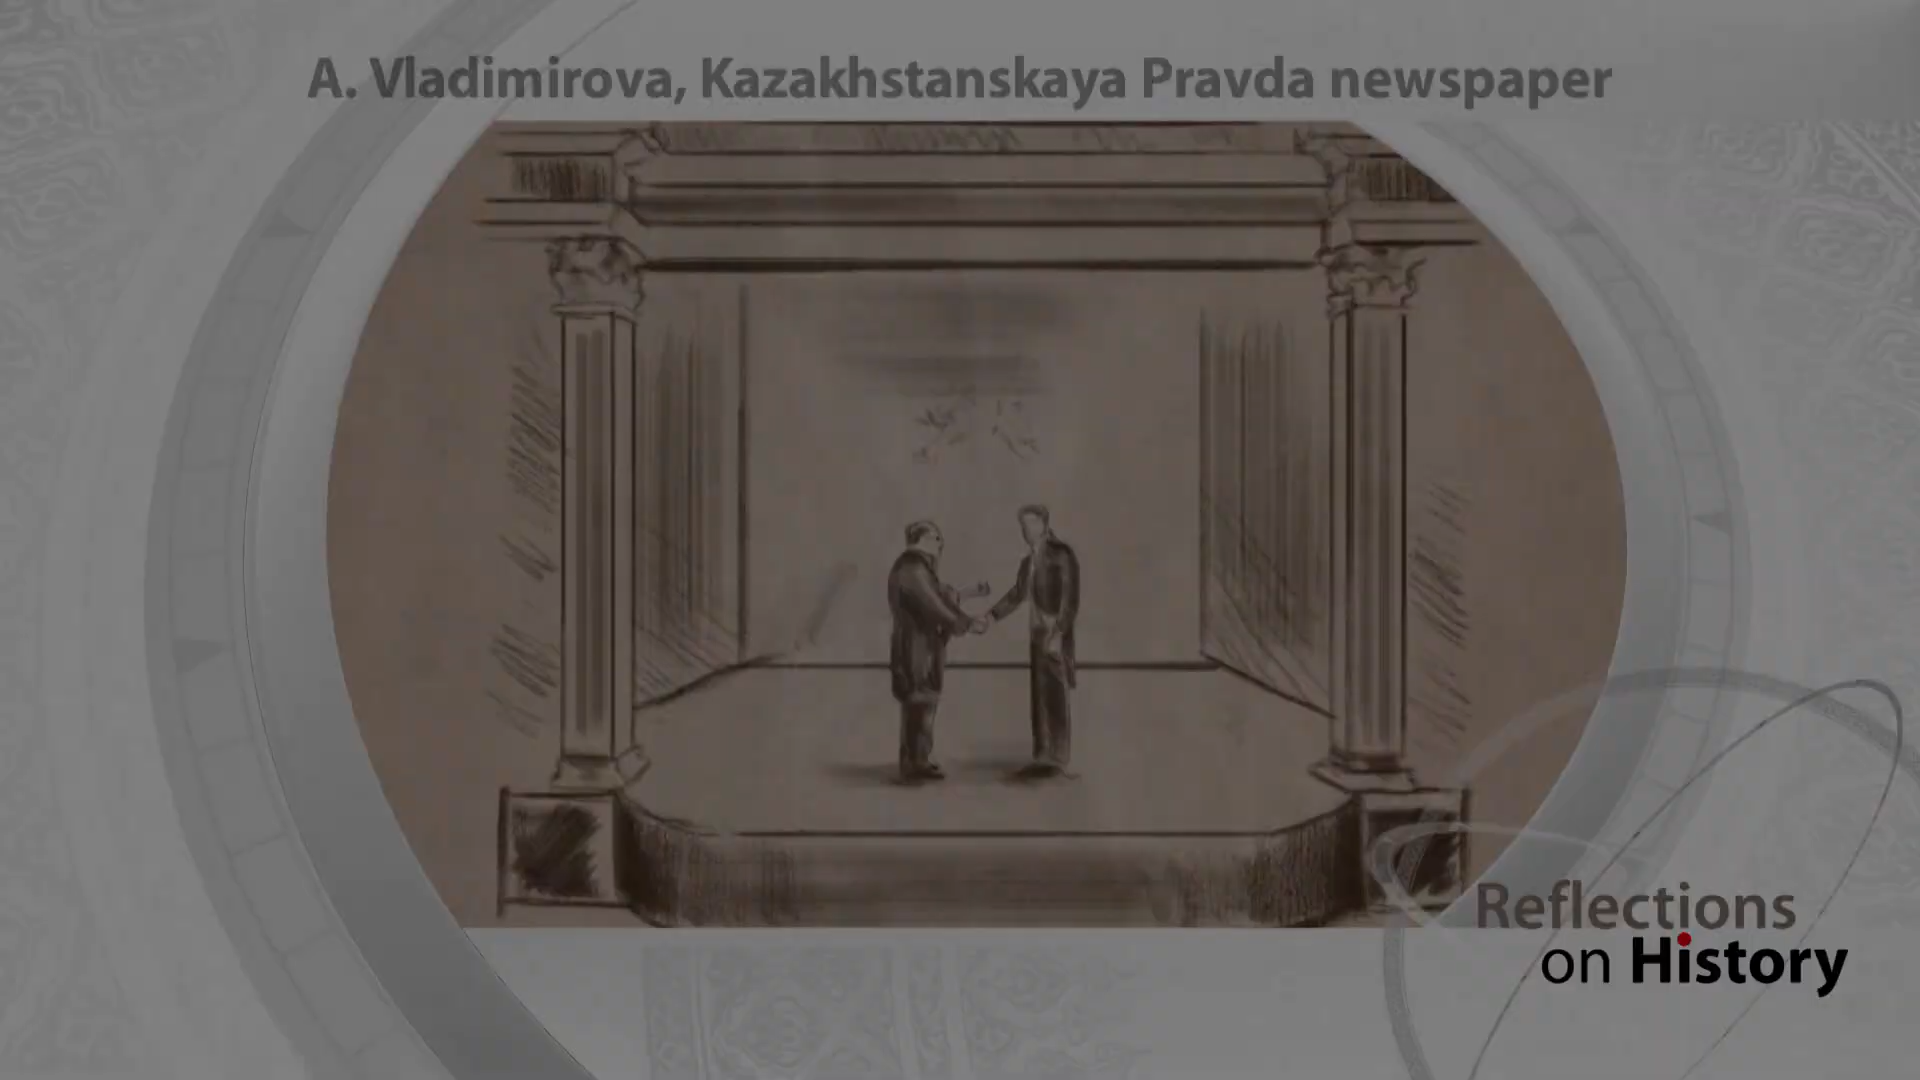 A. Vladimirova, Kazakhstanskaya Pravda newspaper
Reflections
on History